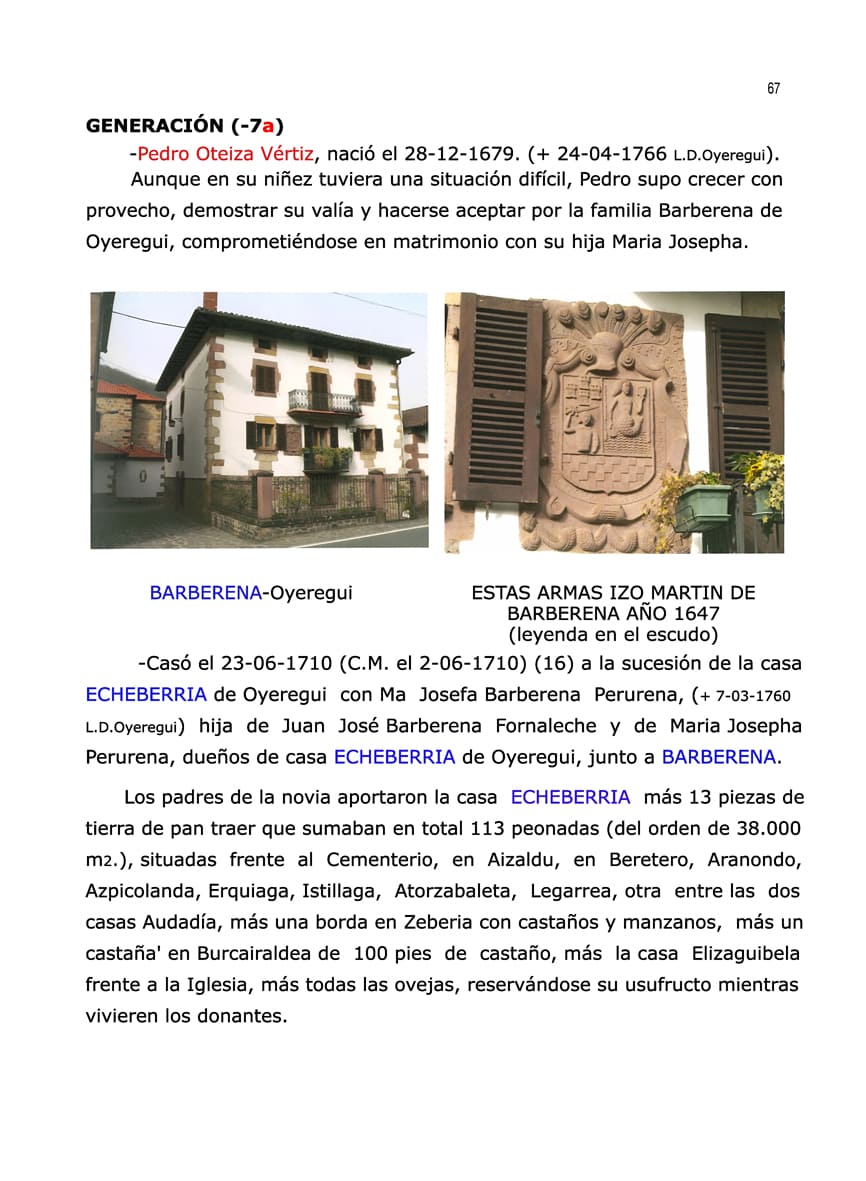 67
GENERACIÓN (-7a)
-Pedro Oteiza Vértiz, nació el 28-12-1679. (+ 24-04-1766 L.D.Oyeregui).
Aunque en su niñez tuviera una situación difícil, Pedro supo crecer con
provecho, demostrar su valía y hacerse aceptar por la familia Barberena de
Oyeregui, comprometiéndose en matrimonio con su hija Maria Josepha.
BARBERENA-Oyeregui
ESTAS ARMAS IZO MARTIN DE
BARBERENA AÑO 1647
(leyenda en el escudo)
-Casó el 23-06-1710 (C.M. el 2-06-1710) (16) a la sucesión de la casa
ECHEBERRIA de Oyeregui con Ma Josefa Barberena Perurena, (+ 7-03-1760
L.D.Oyeregui) hija de Juan José Barberena Fornaleche y de Maria Josepha
Perurena, dueños de casa ECHEBERRIA de Oyeregui, junto a BARBERENA.
Los padres de la novia aportaron la casa ECHEBERRIA más 13 piezas de
tierra de pan traer que sumaban en total 113 peonadas (del orden de 38.000
m2.), situadas frente al Cementerio, en Aizaldu, en Beretero, Aranondo,
Azpicolanda, Erquiaga, Istillaga, Atorzabaleta, Legarrea, otra entre las dos
casas Audadía, más una borda en Zeberia con castaños y manzanos, más un
castaña' en Burcairaldea de 100 pies de castaño, más la casa Elizaguibela
frente a la Iglesia, más todas las ovejas, reservándose su usufructo mientras
vivieren los donantes.